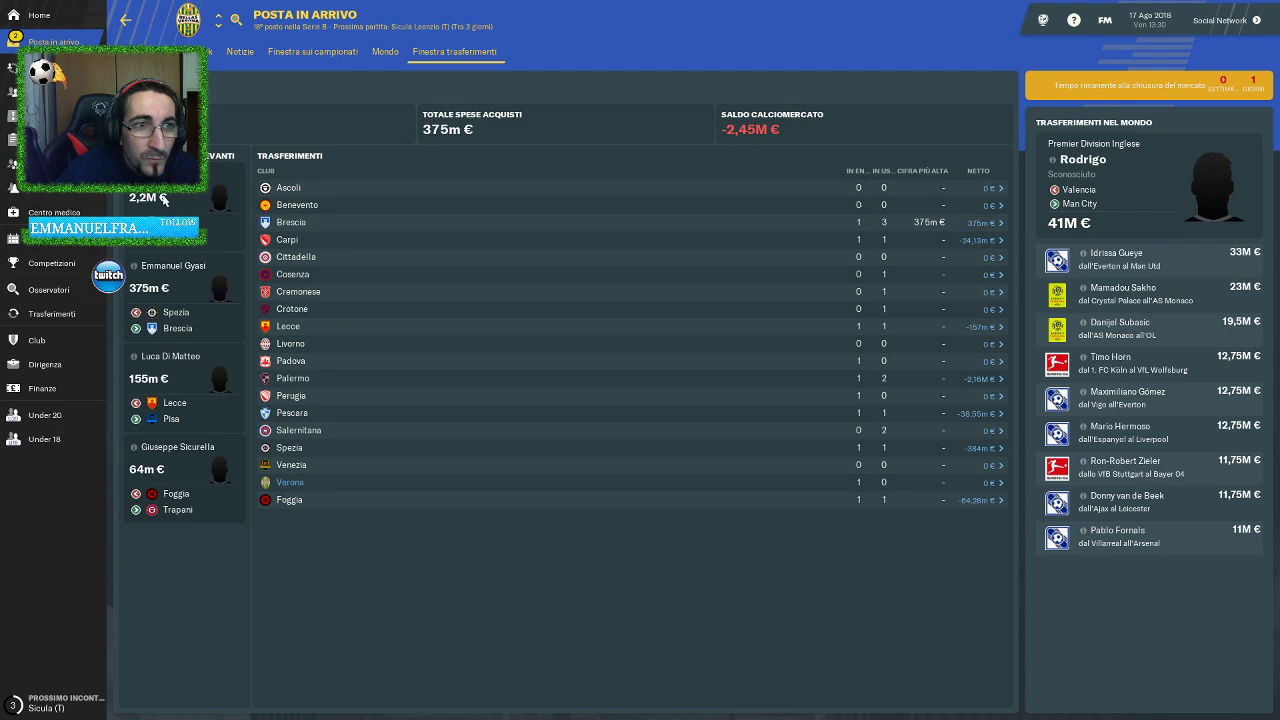 Home
POSTA IN ARRIVO
18° posto nella Serie B - Prossima partita: Sicula Leonzio (T) (Tra 3 giorni)
FM
17 Ago 2018
Ven 13:30
Social Network
2
Posta in arrivo
Notizie
Finestra sui campionati
Mondo
Finestra trasferimenti
Tempo rimanente alla chiusura del mercato
0
SETTIMA...
1
GIORNI
TOTALE SPESE ACQUISTI
375m €
SALDO CALCIOMERCATO
-2,45M €
TRASFERIMENTI
CLUB
IN EN...
IN US...
CIFRA PIÙ ALTA
NETTO
Ascoli 0 0 - 0 €
Benevento 0 0 - 0 €
Brescia 1 3 375m € 375m €
Carpi 1 1 - -24,13m €
Cittadella 0 0 - 0 €
Cosenza 0 1 - 0 €
Cremonese 0 1 - 0 €
Crotone 0 1 - 0 €
Lecce 1 1 - -157m €
Livorno 0 0 - 0 €
Padova 1 0 - 0 €
Palermo 1 2 - -2,16M €
Perugia 1 0 - 0 €
Pescara 1 1 - -38,55m €
Salernitana 0 2 - 0 €
Spezia 1 1 - -384m €
Venezia 0 0 - 0 €
Verona 1 0 - 0 €
Foggia 1 1 - -64,28m €
2,2M €
FOLLOW
EMMANUELFRA...
twitch
Emmanuel Gyasi
375m €
Spezia
Brescia
Luca Di Matteo
155m €
Lecce
Pisa
Giuseppe Sicurella
64m €
Foggia
Trapani
Centro medico
Competizioni
Osservatori
Trasferimenti
Club
Dirigenza
Finanze
Under 20
Under 18
PROSSIMO INCONT...
3
Sicula (T)
TRASFERIMENTI NEL MONDO
Premier Division Inglese
Rodrigo
Sconosciuto
Valencia
Man City
41M €
Idrissa Gueye 33M €
dall'Everton al Man Utd
Mamadou Sakho 23M €
dal Crystal Palace all'AS Monaco
Danijel Subasic 19,5M €
dall'AS Monaco all'OL
Timo Horn 12,75M €
dal 1. FC Köln al VfL Wolfsburg
Maximiliano Gómez 12,75M €
dal Vigo all'Everton
Mario Hermoso 12,75M €
dall'Espanyol al Liverpool
Ron-Robert Zieler 11,75M €
dallo VfB Stuttgart al Bayer 04
Donny van de Beek 11,75M €
dall'Ajax al Leicester
Pablo Fornals 11M €
dal Villarreal all'Arsenal